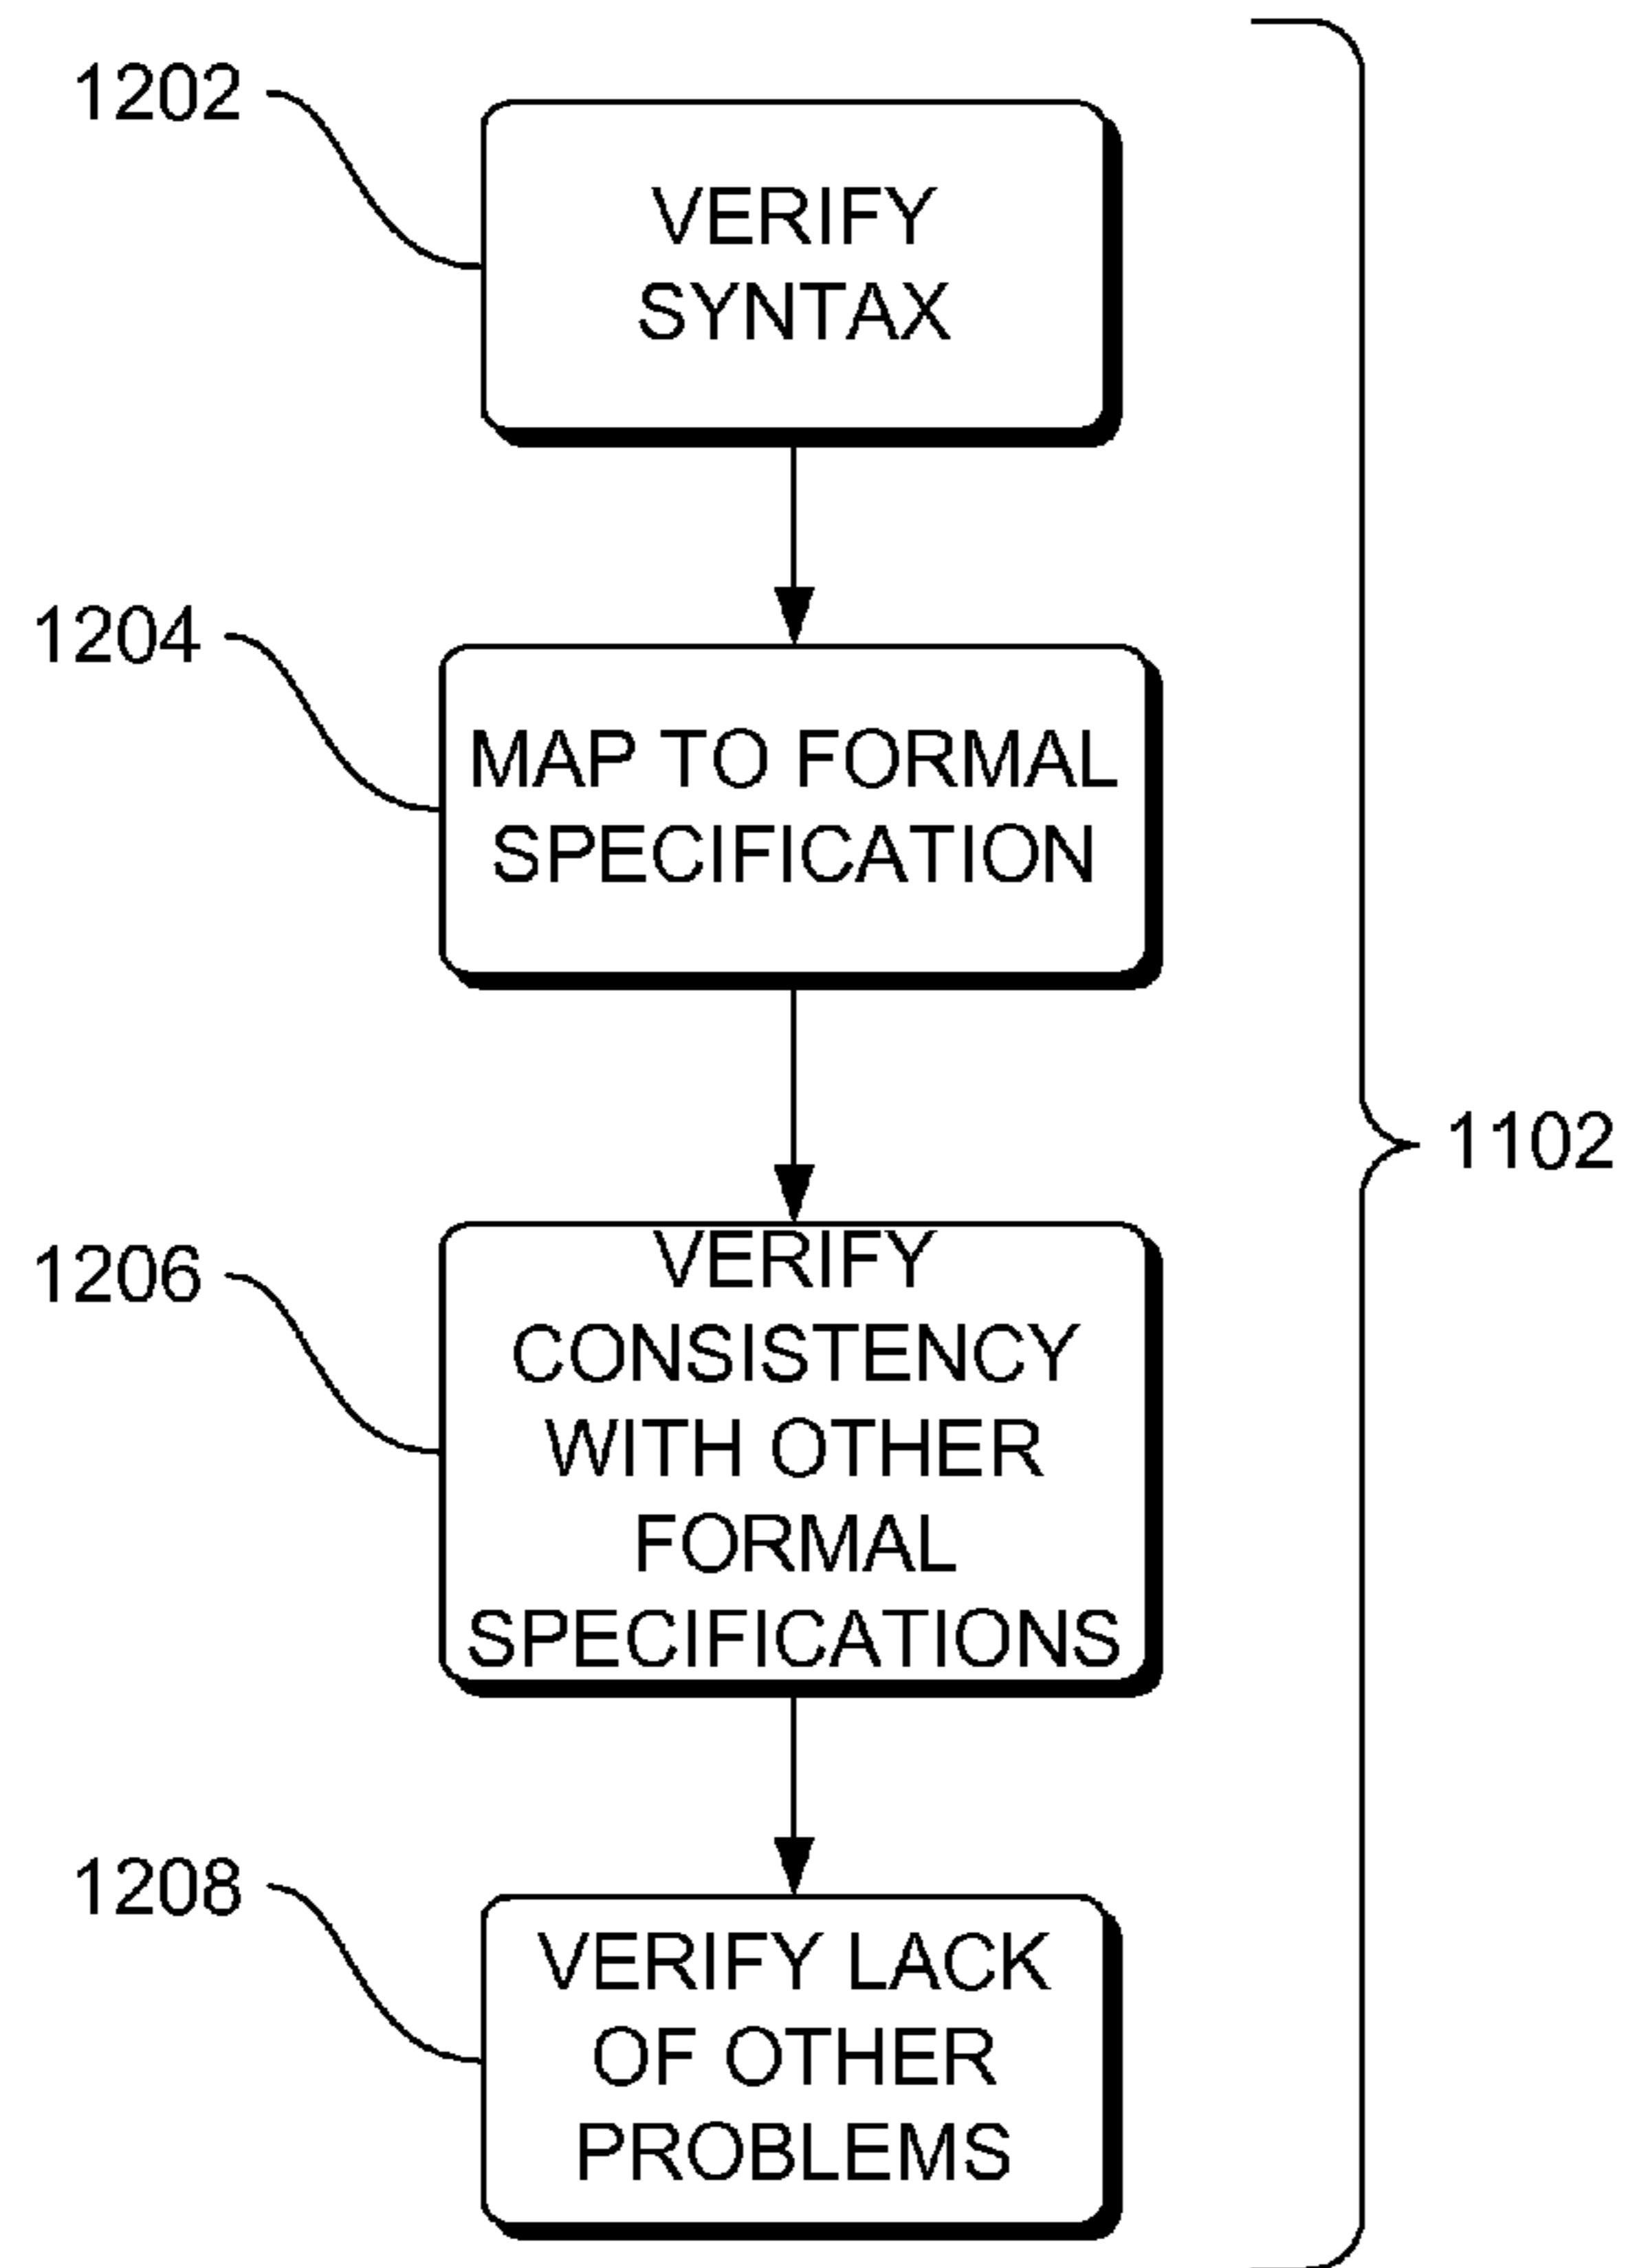 1202
VERIFY
SYNTAX
1204
MAP TO FORMAL
SPECIFICATION
1102
1206
VERIFY
CONSISTENCY
WITH OTHER
FORMAL
SPECIFICATIONS
1208
VERIFY LACK
OF OTHER
PROBLEMS